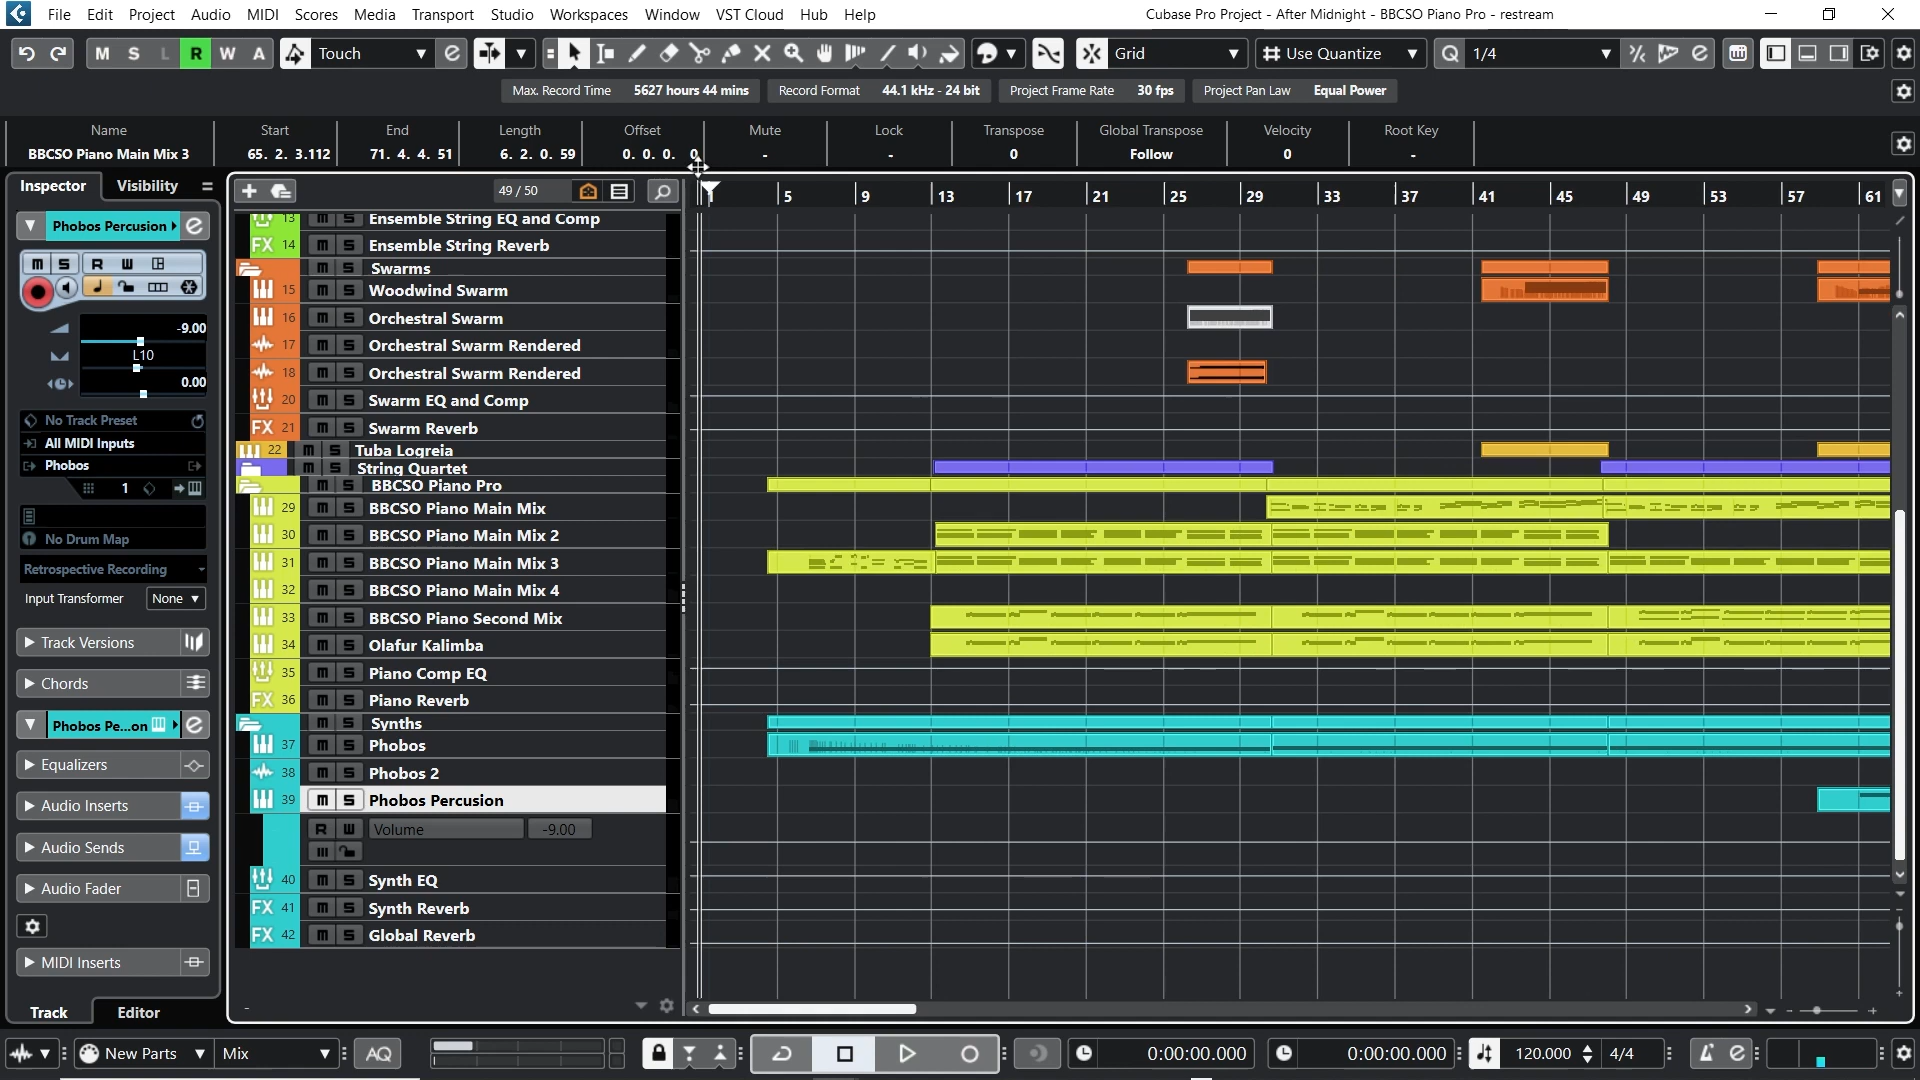 File Edit Project Audio MIDI Scores Media Transport Studio Workspaces Window VST Cloud Hub Help Cubase Pro Project - After Midnight - BBCSO Piano Pro - restream
M S L R W A Touch Grid Use Quantize Q 1/4
Max. Record Time 5627 hours 44 mins Record Format 44.1 kHz - 24 bit Project Frame Rate 30 fps Project Pan Law Equal Power
Name Start End Length Offset Mute Lock Transpose Global Transpose Velocity Root Key
BBCSO Piano Main Mix 3 65. 2. 3.112 71. 4. 4. 51 6. 2. 0. 59 0. 0. 0. 0 - - 0 Follow 0 -
Inspector Visibility
49 / 50
1 5 9 13 17 21 25 29 33 37 41 45 49 53 57 61
Phobos Percursion
M S R W
-9.00
L10
0.00
No Track Preset
All MIDI Inputs
Phobos
1
No Drum Map
Retrospective Recording
Input Transformer None
Track Versions
Chords
Phobos Pe...on
Equalizers
Audio Inserts
Audio Sends
Audio Fader
MIDI Inserts
Track Editor
13 m S Ensemble String EQ and Comp
FX 14 m S Ensemble String Reverb
m S Swarms
15 m S Woodwind Swarm
16 m S Orchestral Swarm
17 m S Orchestral Swarm Rendered
18 m S Orchestral Swarm Rendered
20 m S Swarm EQ and Comp
FX 21 m S Swarm Reverb
22 m S Tuba Logreia
m S String Quartet
m S BBCSO Piano Pro
29 m S BBCSO Piano Main Mix
30 m S BBCSO Piano Main Mix 2
31 m S BBCSO Piano Main Mix 3
32 m S BBCSO Piano Main Mix 4
33 m S BBCSO Piano Second Mix
34 m S Olafur Kalimba
35 m S Piano Comp EQ
FX 36 m S Piano Reverb
m S Synths
37 m S Phobos
38 m S Phobos 2
39 m S Phobos Percussion
R W Volume -9.00
40 m S Synth EQ
FX 41 m S Synth Reverb
FX 42 m S Global Reverb
New Parts Mix AQ 0:00:00.000 0:00:00.000 120.000 4/4